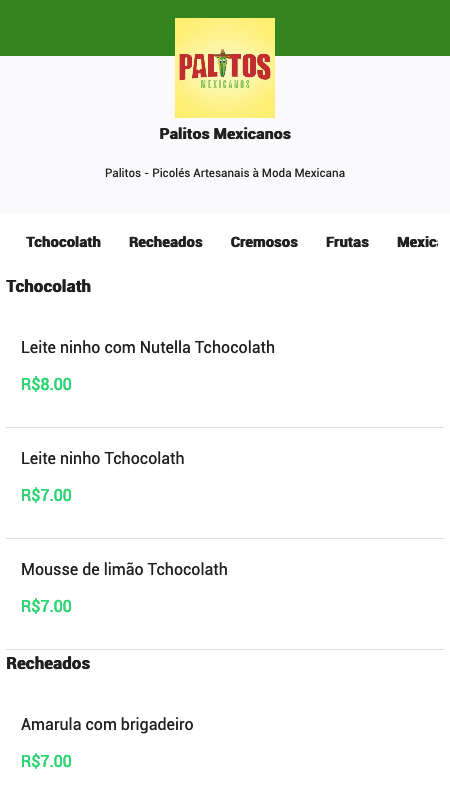 PALITOS
MEXICANOS
Palitos Mexicanos
Palitos - Picolés Artesanais à Moda Mexicana
Tchocolath Recheados Cremosos Frutas Mexica
Tchocolath
Leite ninho com Nutella Tchocolath
R$8.00
Leite ninho Tchocolath
R$7.00
Mousse de limão Tchocolath
R$7.00
Recheados
Amarula com brigadeiro
R$7.00